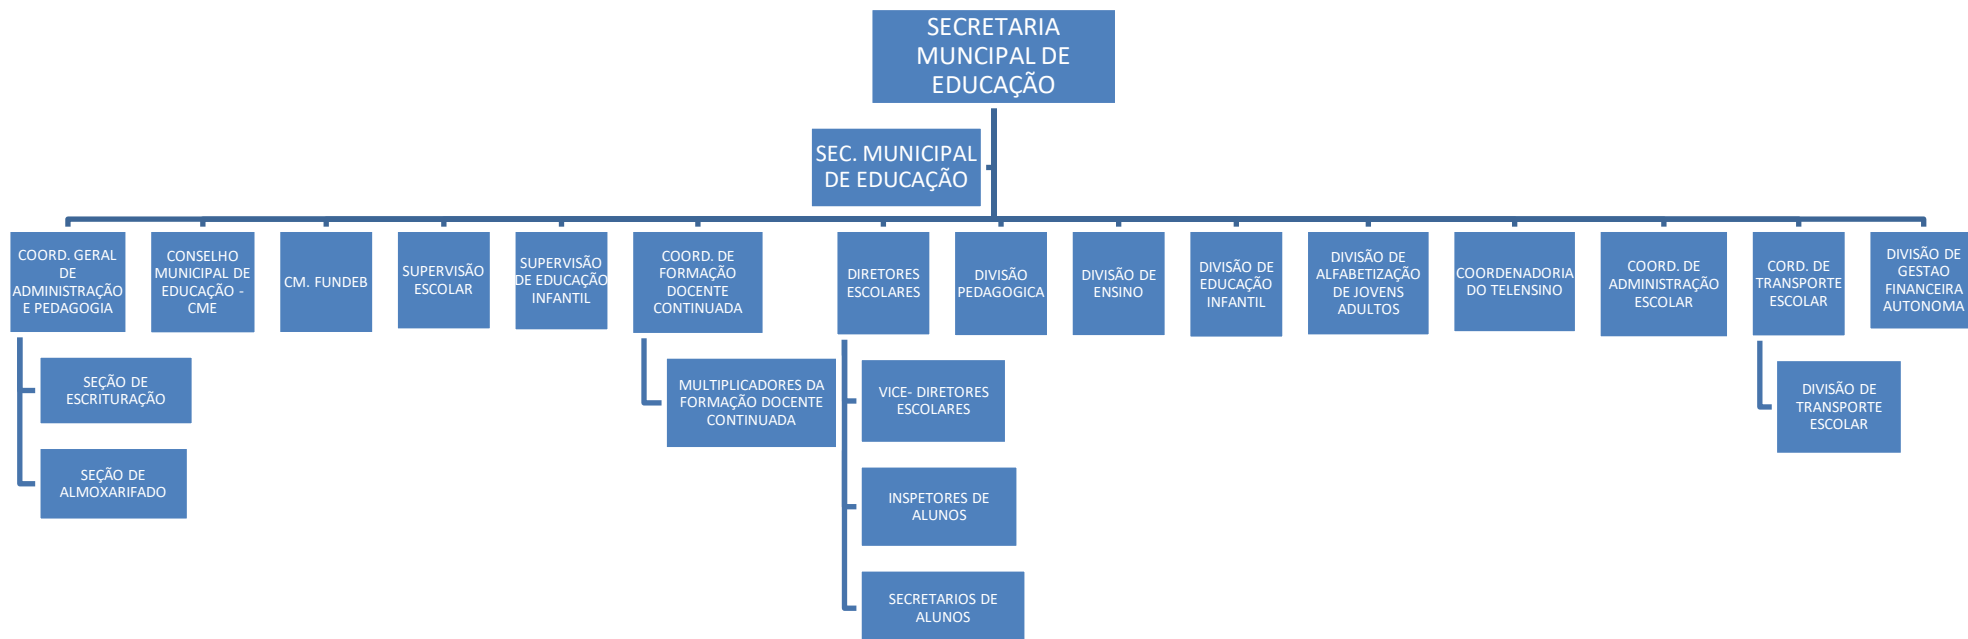 SECRETARIA
MUNCIPAL DE
EDUCAÇÃO
SEC. MUNICIPAL
DE EDUCAÇÃO
COORD. GERAL
DE
ADMINISTRAÇÃO
E PEDAGOGIA
CONSELHO
MUNICIPAL DE
EDUCAÇÃO -
CME
CM. FUNDEB
SUPERVISÃO
ESCOLAR
SUPERVISÃO
DE EDUCAÇÃO
INFANTIL
COORD. DE
FORMAÇÃO
DOCENTE
CONTINUADA
DIRETORES
ESCOLARES
DIVISÃO
PEDAGOGICA
DIVISÃO DE
ENSINO
DIVISÃO DE
EDUCAÇÃO
INFANTIL
DIVISÃO DE
ALFABETIZAÇÃO
DE JOVENS
ADULTOS
COORDENADORIA
DO TELENSINO
COORD. DE
ADMINISTRAÇÃO
ESCOLAR
CORD. DE
TRANSPORTE
ESCOLAR
DIVISÃO DE
GESTAO
FINANCEIRA
AUTONOMA
SEÇÃO DE
ESCRITURAÇÃO
SEÇÃO DE
ALMOXARIFADO
MULTIPLICADORES DA
FORMAÇÃO DOCENTE
CONTINUADA
VICE- DIRETORES
ESCOLARES
INSPETORES DE
ALUNOS
SECRETARIOS DE
ALUNOS
DIVISÃO DE
TRANSPORTE
ESCOLAR